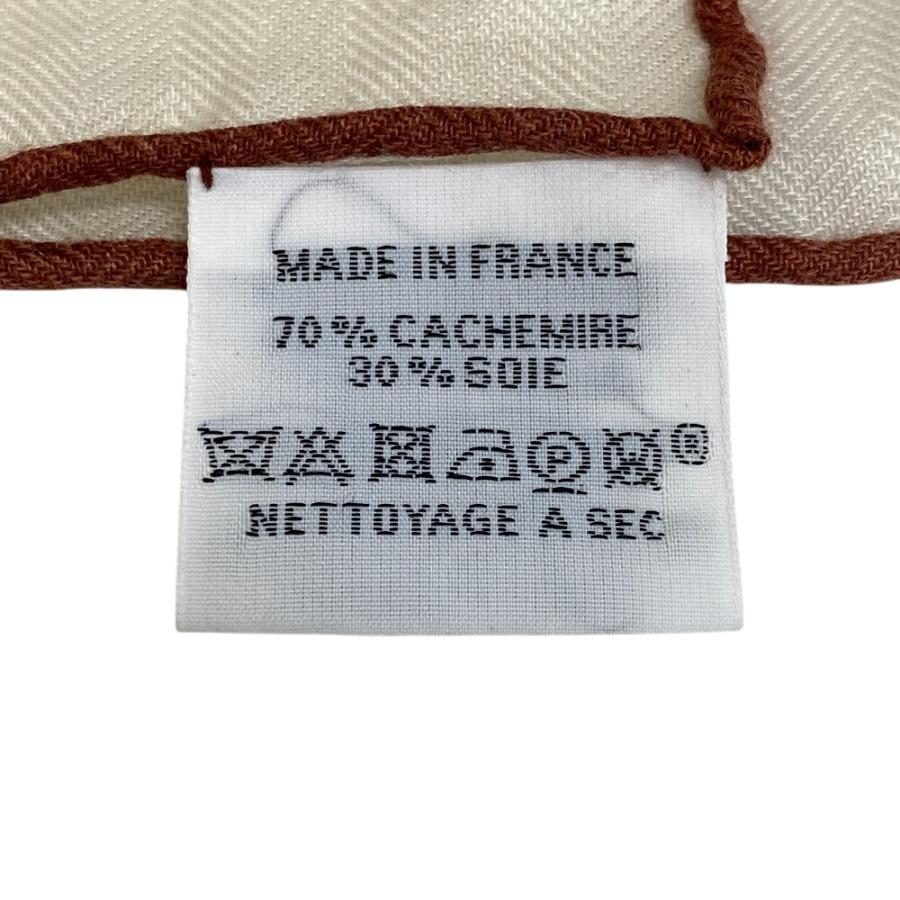 MADE IN FRANCE
70% CACHEMIRE
30% SOIE
P ®
NETTOYAGE A SEC